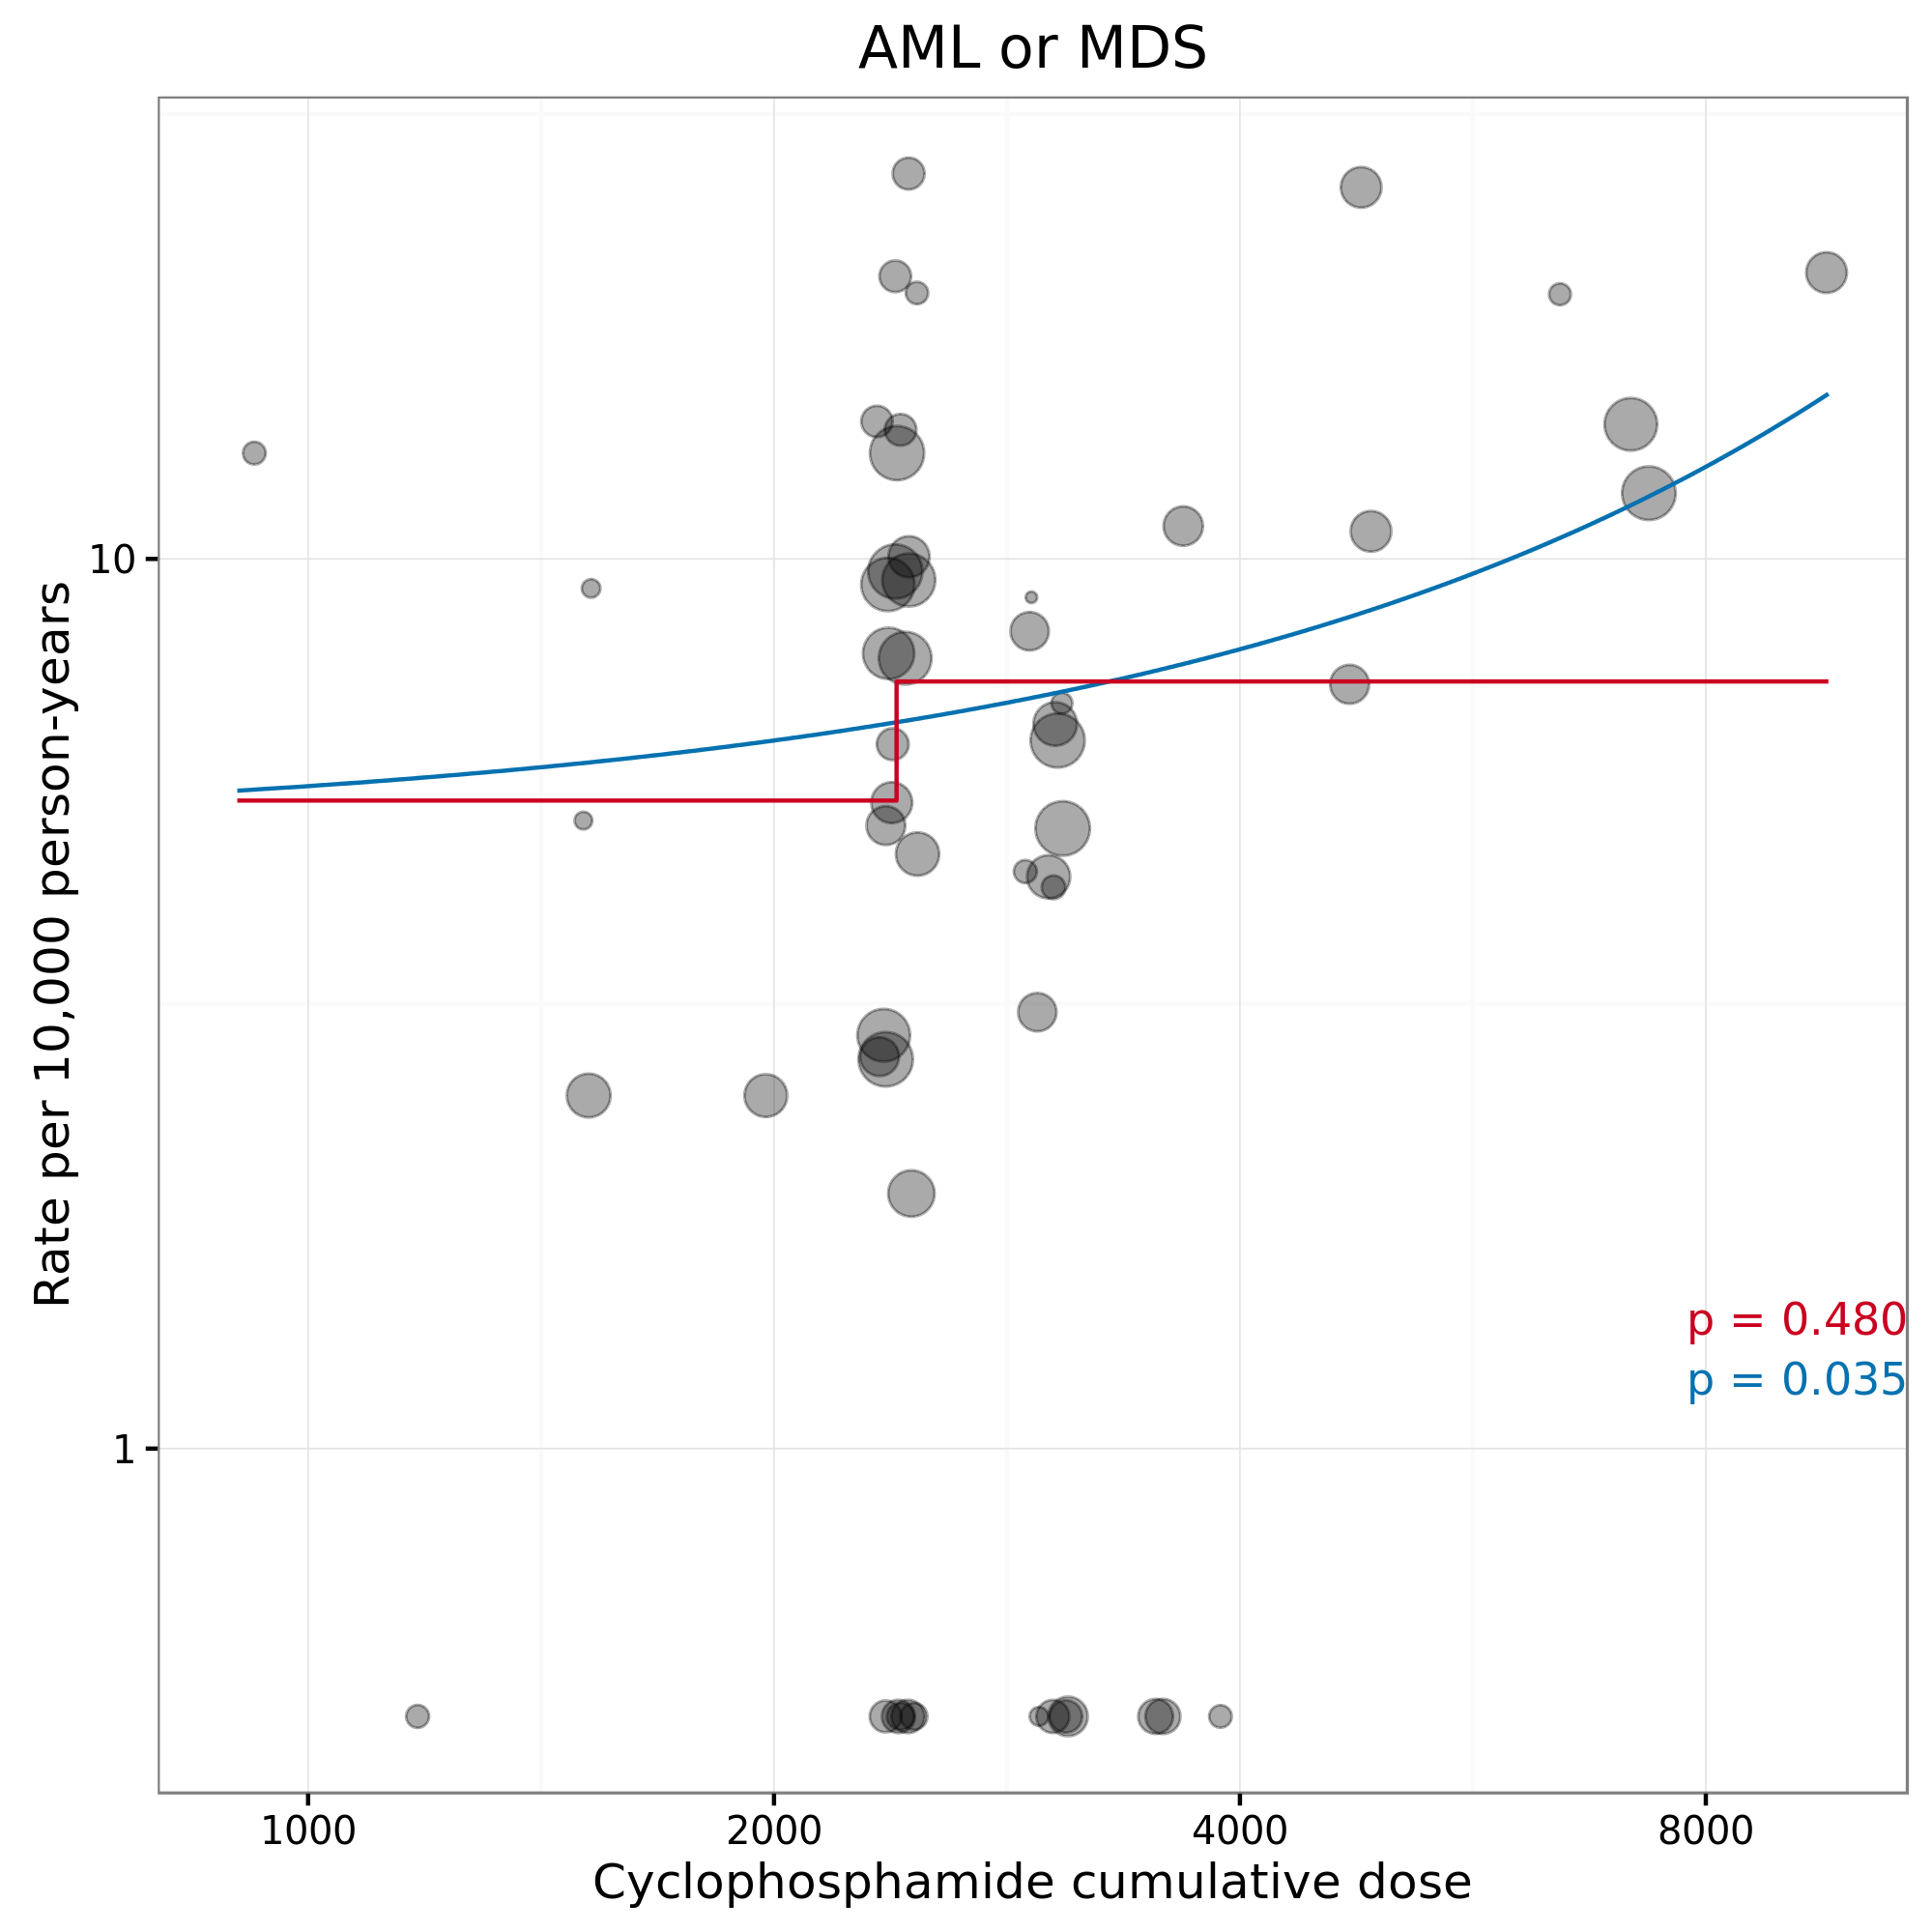 AML or MDS
Rate per 10,000 person-years
10
1
p = 0.480
p = 0.035
1000 2000 4000 8000
Cyclophosphamide cumulative dose